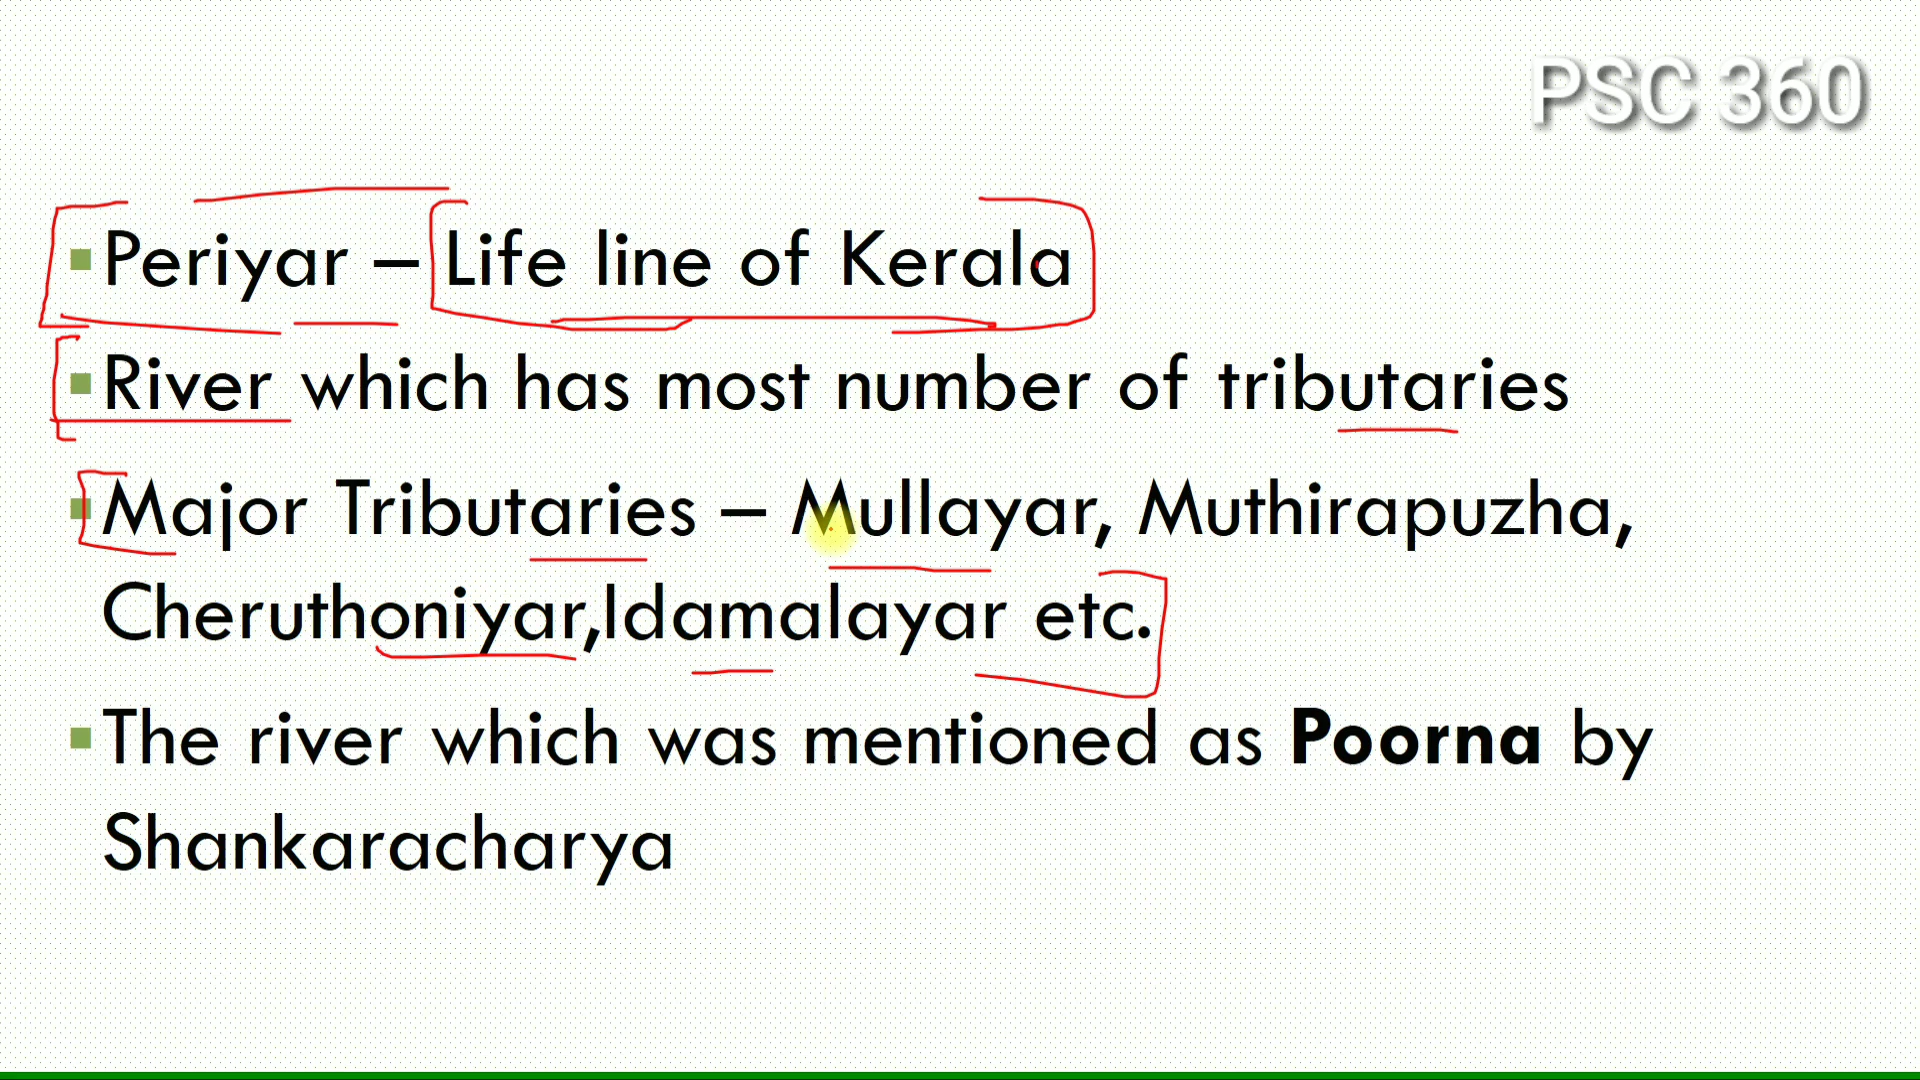 PSC 360
Periyar – Life line of Kerala
River which has most number of tributaries
Major Tributaries – Mullayar, Muthirapuzha,
Cheruthoniyar,Idamalayar etc.
The river which was mentioned as Poorna by
Shankaracharya